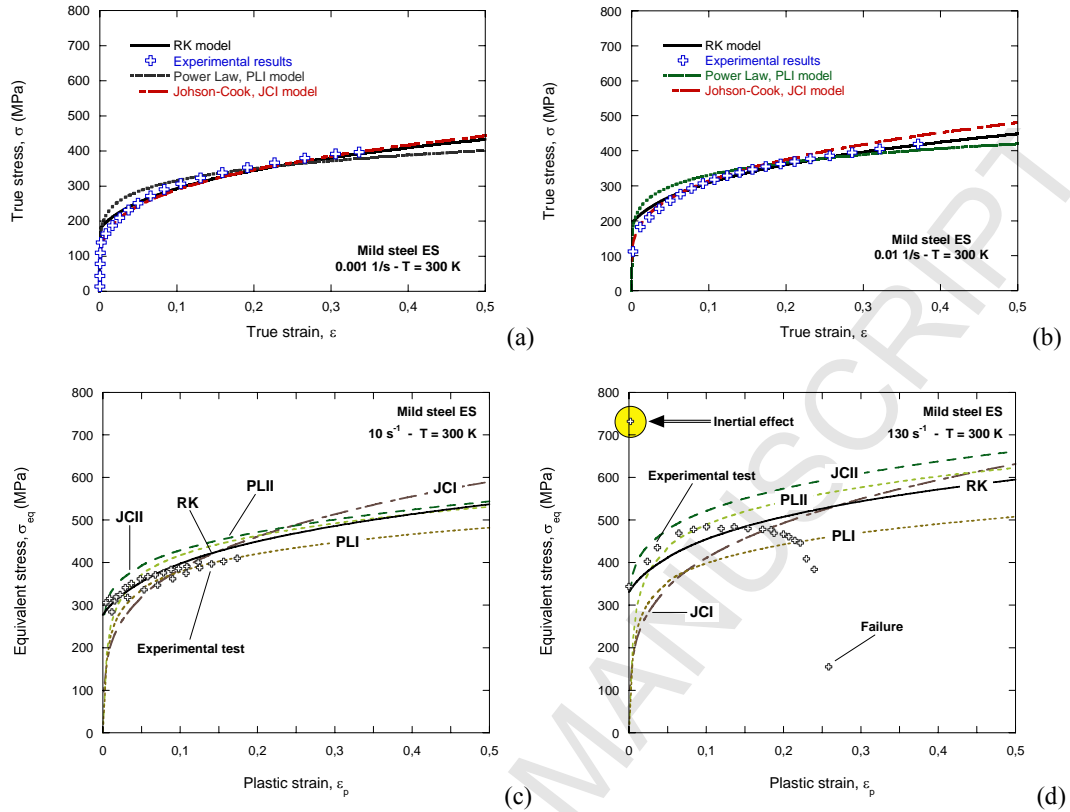 800
700
600
500
400
300
200
100
0
True stress, σ (MPa)
RK model
Experimental results
Power Law, PLI model
Johson-Cook, JCI model
Mild steel ES
0.001 1/s - T = 300 K
0
0,1
0,2
0,3
0,4
0,5
True strain, ε
(a)
800
700
600
500
400
300
200
100
0
True stress, σ (MPa)
RK model
Experimental results
Power Law, PLI model
Johson-Cook, JCI model
Mild steel ES
0.01 1/s - T = 300 K
0
0,1
0,2
0,3
0,4
0,5
True strain, ε
(b)
800
700
600
500
400
300
200
100
0
Equivalent stress, σeq (MPa)
Mild steel ES
10 s⁻¹ - T = 300 K
JCII
RK
PLII
JCI
PLI
Experimental test
0
0,1
0,2
0,3
0,4
0,5
Plastic strain, εp
(c)
800
700
600
500
400
300
200
100
0
Equivalent stress, σeq (MPa)
Inertial effect
Mild steel ES
130 s⁻¹ - T = 300 K
Experimental test
JCII
PLII
RK
PLI
JCI
Failure
0
0,1
0,2
0,3
0,4
0,5
Plastic strain, εp
(d)
MANUSCRIPT